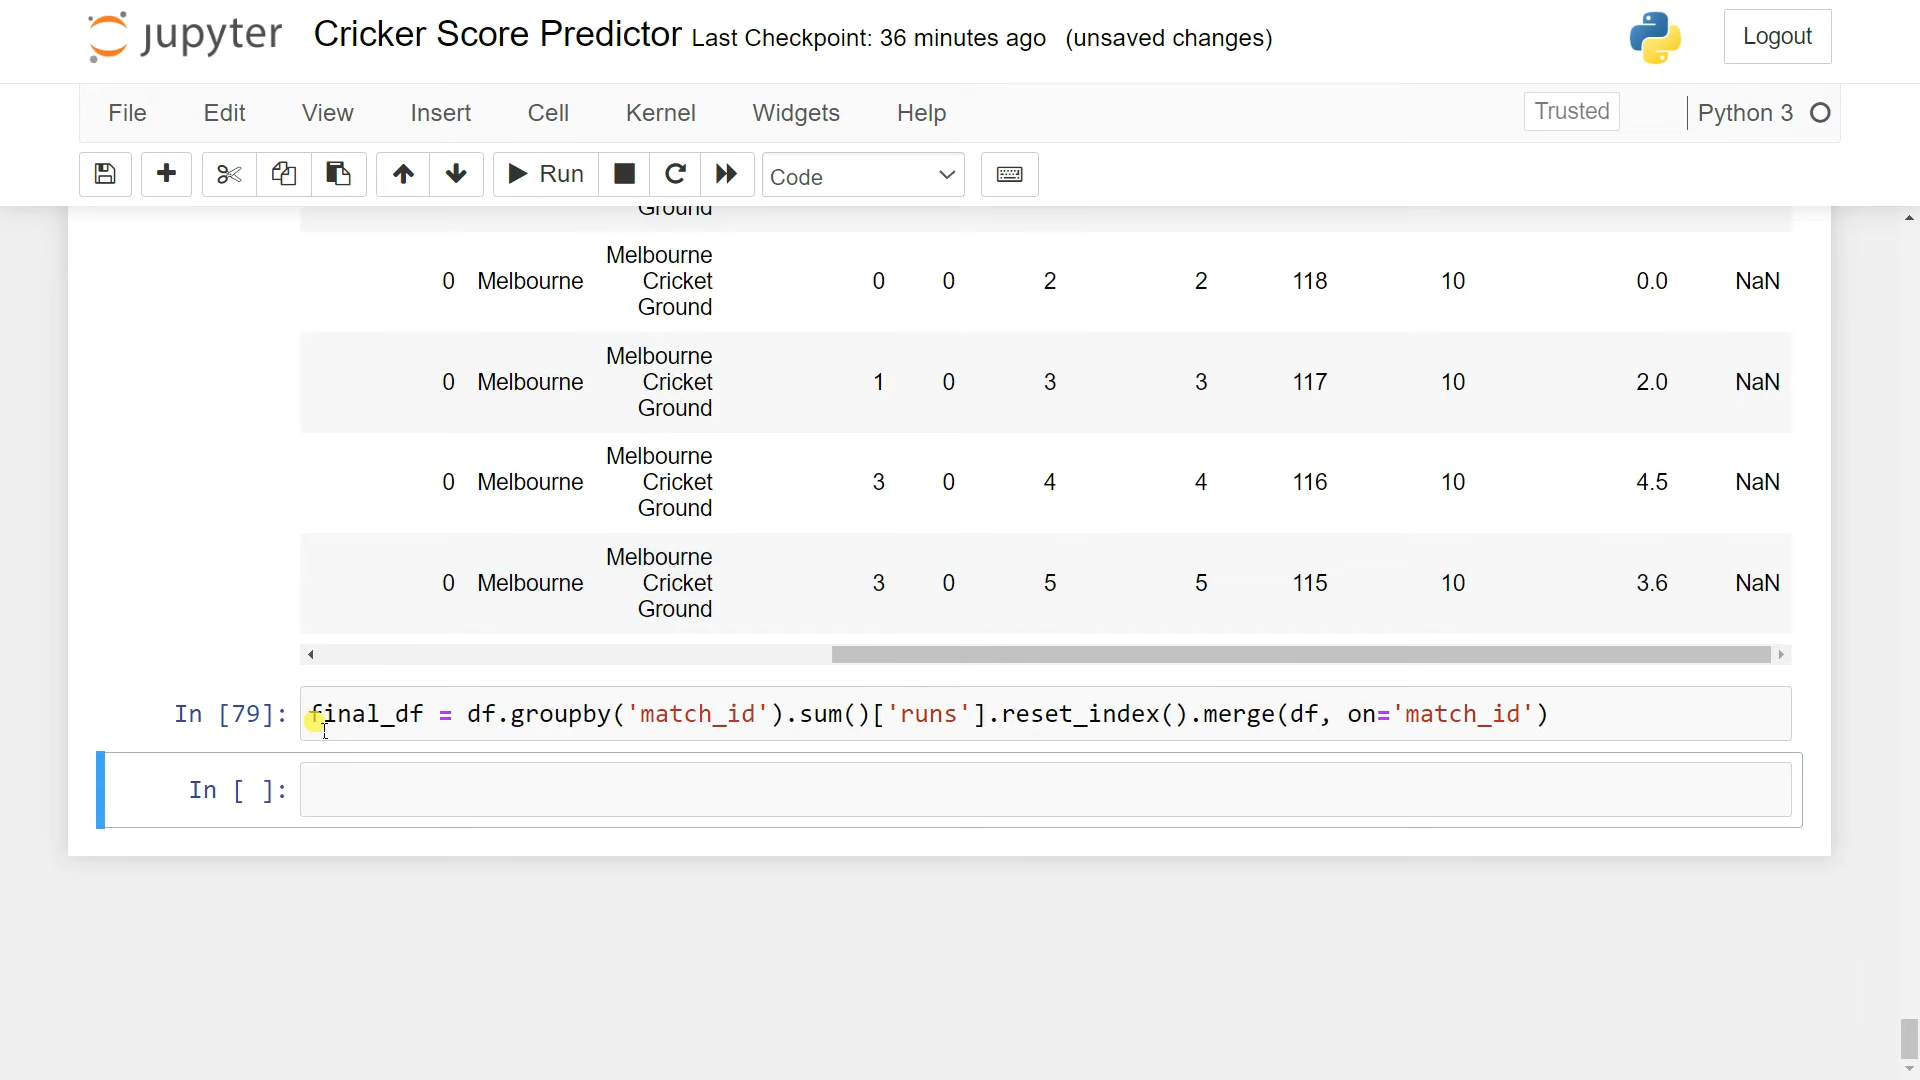 jupyter Cricker Score Predictor Last Checkpoint: 36 minutes ago (unsaved changes)
Logout
File Edit View Insert Cell Kernel Widgets Help Trusted Python 3
Run Code
Ground
0 Melbourne Melbourne Cricket Ground 0 0 2 2 118 10 0.0 NaN
0 Melbourne Melbourne Cricket Ground 1 0 3 3 117 10 2.0 NaN
0 Melbourne Melbourne Cricket Ground 3 0 4 4 116 10 4.5 NaN
0 Melbourne Melbourne Cricket Ground 3 0 5 5 115 10 3.6 NaN
In [79]: final_df = df.groupby('match_id').sum()['runs'].reset_index().merge(df, on='match_id')
In [ ]: